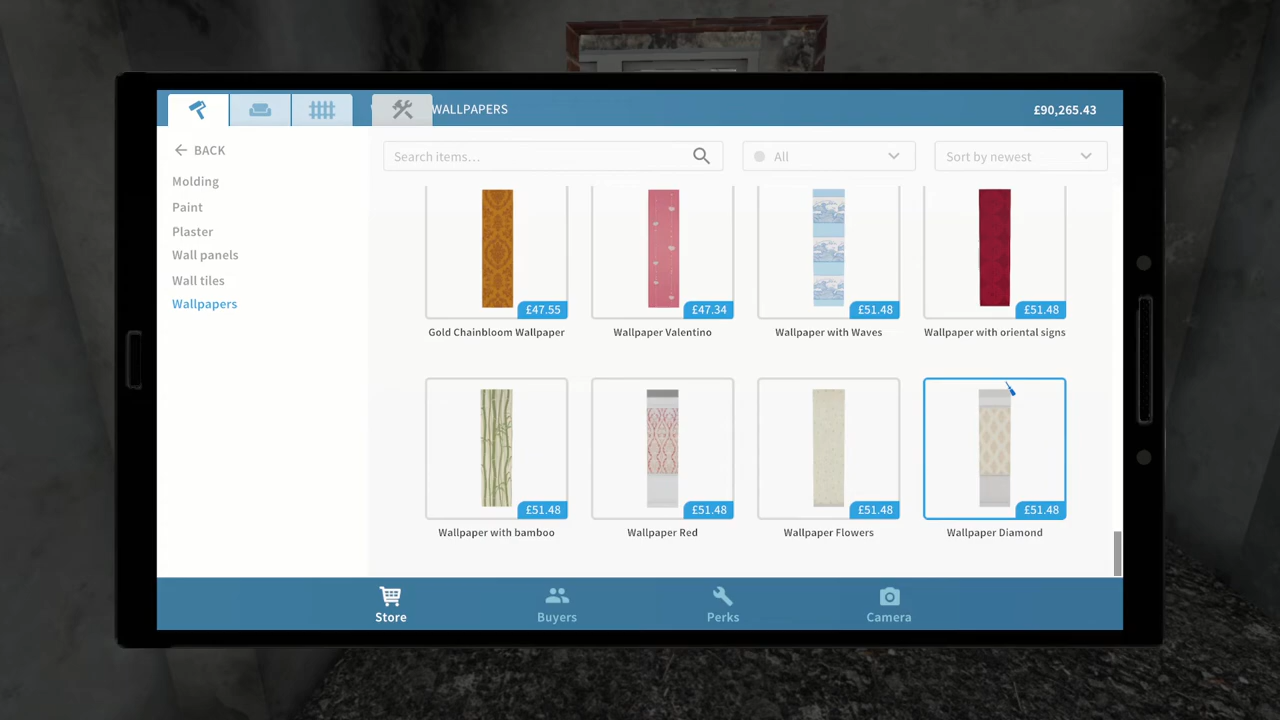 WALLPAPERS
£90,265.43
BACK
Search items...
All
Sort by newest
Molding
Paint
Plaster
Wall panels
Wall tiles
Wallpapers
£47.55
£47.34
£51.48
£51.48
Gold Chainbloom Wallpaper
Wallpaper Valentino
Wallpaper with Waves
Wallpaper with oriental signs
£51.48
£51.48
£51.48
£51.48
Wallpaper with bamboo
Wallpaper Red
Wallpaper Flowers
Wallpaper Diamond
Store
Buyers
Perks
Camera